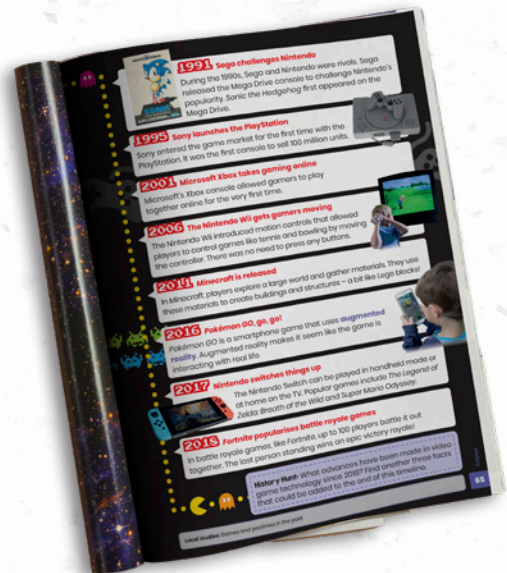 1991 Sega challenges Nintendo
During the 1990s, Sega and Nintendo were rivals. Sega
released the Mega Drive console to challenge Nintendo's
popularity. Sonic the Hedgehog first appeared on the
Mega Drive.
1995 Sony launches the PlayStation
Sony entered the game market for the first time with the
PlayStation. It was the first console to sell 100 million units.
2001 Microsoft Xbox takes gaming online
Microsoft's Xbox console allowed gamers to play
together online for the very first time.
2006 The Nintendo Wii gets gamers moving
The Nintendo Wii introduced motion controls that allowed
players to control games like tennis and bowling by moving
the controller. There was no need to press any buttons.
2011 Minecraft is released
In Minecraft, players explore a large world and gather materials. They use
these materials to create buildings and structures – a bit like Lego blocks!
2016 Pokémon GO, go, go!
Pokémon GO is a smartphone game that uses augmented
reality. Augmented reality makes it seem like the game is
interacting with real life.
2017 Nintendo switches things up
The Nintendo Switch can be played in handheld mode or
at home on the TV. Popular games include The Legend of
Zelda: Breath of the Wild and Super Mario Odyssey.
2018 Fortnite popularises battle royale games
In battle royale games, like Fortnite, up to 100 players battle it out
together. The last person standing wins an epic victory royale!
History Hunt: What advances have been made in video
game technology since 2018? Find another three facts
that could be added to the end of this timeline.
65
Local studies: Games and pastimes in the past